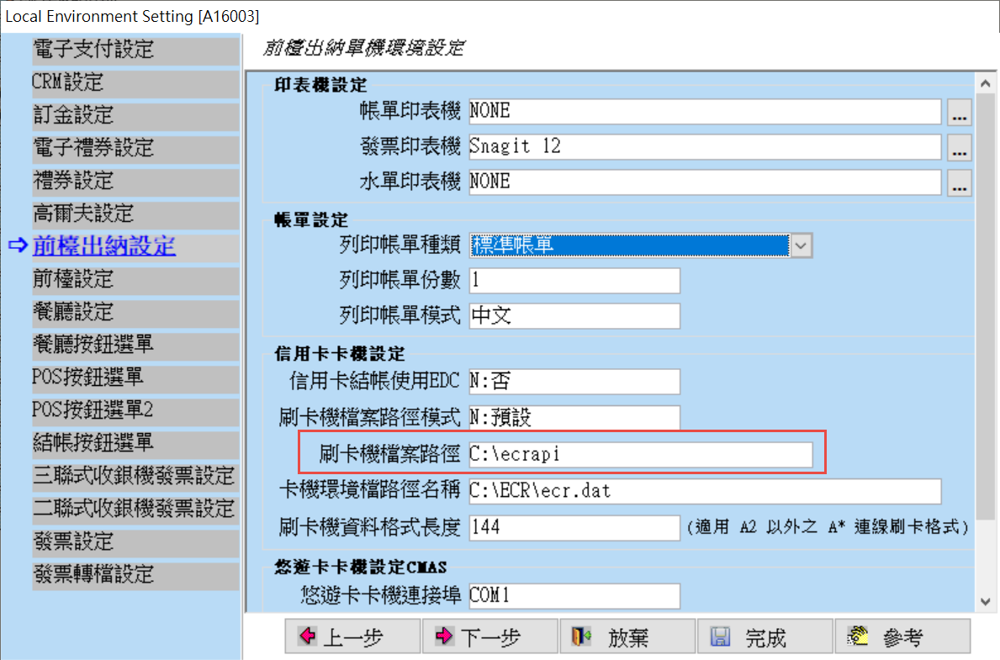 Local Environment Setting [A16003]
電子支付設定
CRM設定
訂金設定
電子禮券設定
禮券設定
高爾夫設定
⇨前檯出納設定
前檯設定
餐廳設定
餐廳按鈕選單
POS按鈕選單
POS按鈕選單2
結帳按鈕選單
三聯式收銀機發票設定
二聯式收銀機發票設定
發票設定
發票轉檔設定
前檯出納單機環境設定
印表機設定
帳單印表機 NONE ...
發票印表機 Snagit 12 ...
水單印表機 NONE ...
帳單設定
列印帳單種類 標準帳單
列印帳單份數 1
列印帳單模式 中文
信用卡卡機設定
信用卡結帳使用EDC N:否
刷卡機檔案路徑模式 N:預設
刷卡機檔案路徑 C:\ecrapi
卡機環境檔路徑名稱 C:\ECR\ecr.dat
刷卡機資料格式長度 144 (適用 A2 以外之 A* 連線刷卡格式)
悠遊卡卡機設定CMAS
悠遊卡卡機連接埠 COM1
上一步 下一步 放棄 完成 參考